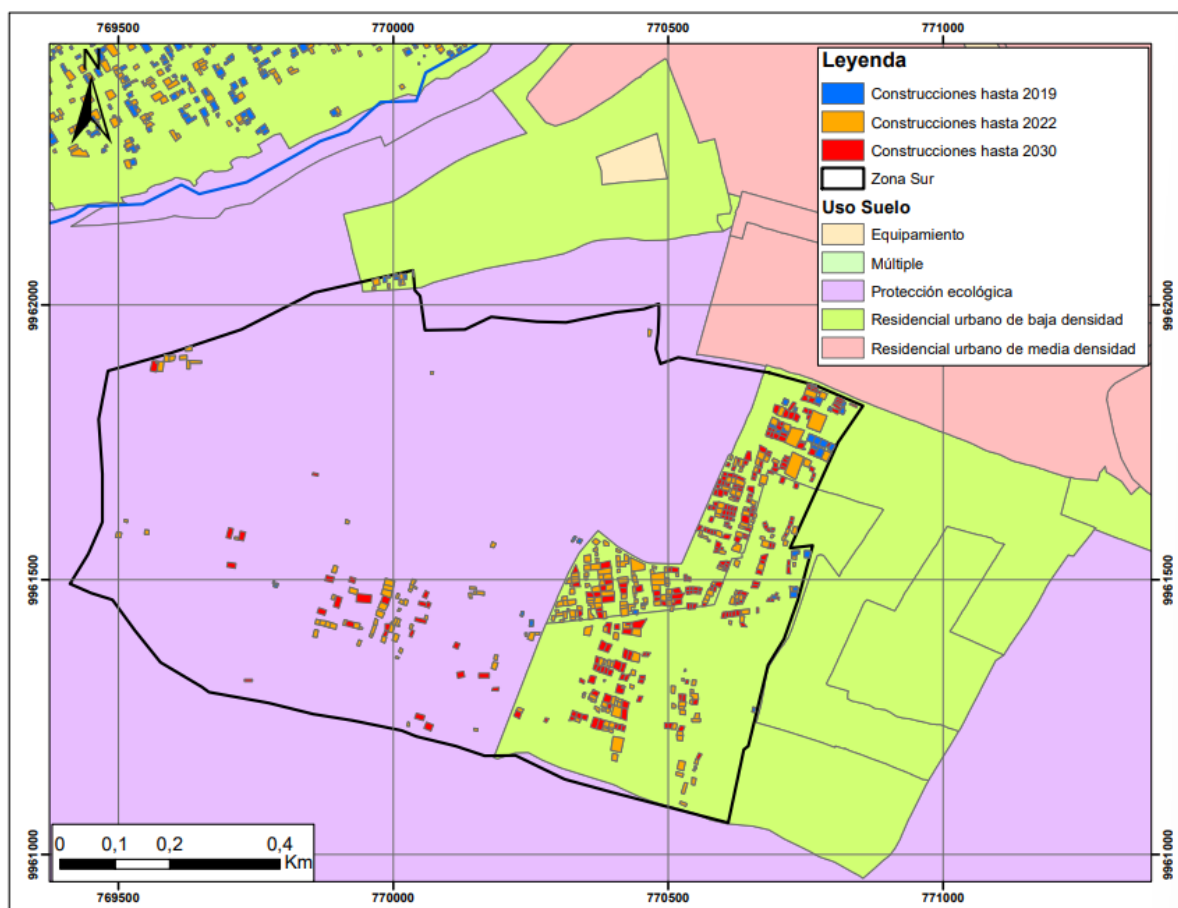 769500 770000 770500 771000
N
Leyenda
Construcciones hasta 2019
Construcciones hasta 2022
Construcciones hasta 2030
Zona Sur
Uso Suelo
Equipamiento
Múltiple
Protección ecológica
Residencial urbano de baja densidad
Residencial urbano de media densidad
9962000 9962000
9961500 9961500
9961000 9961000
0 0,1 0,2 0,4
Km
769500 770000 770500 771000